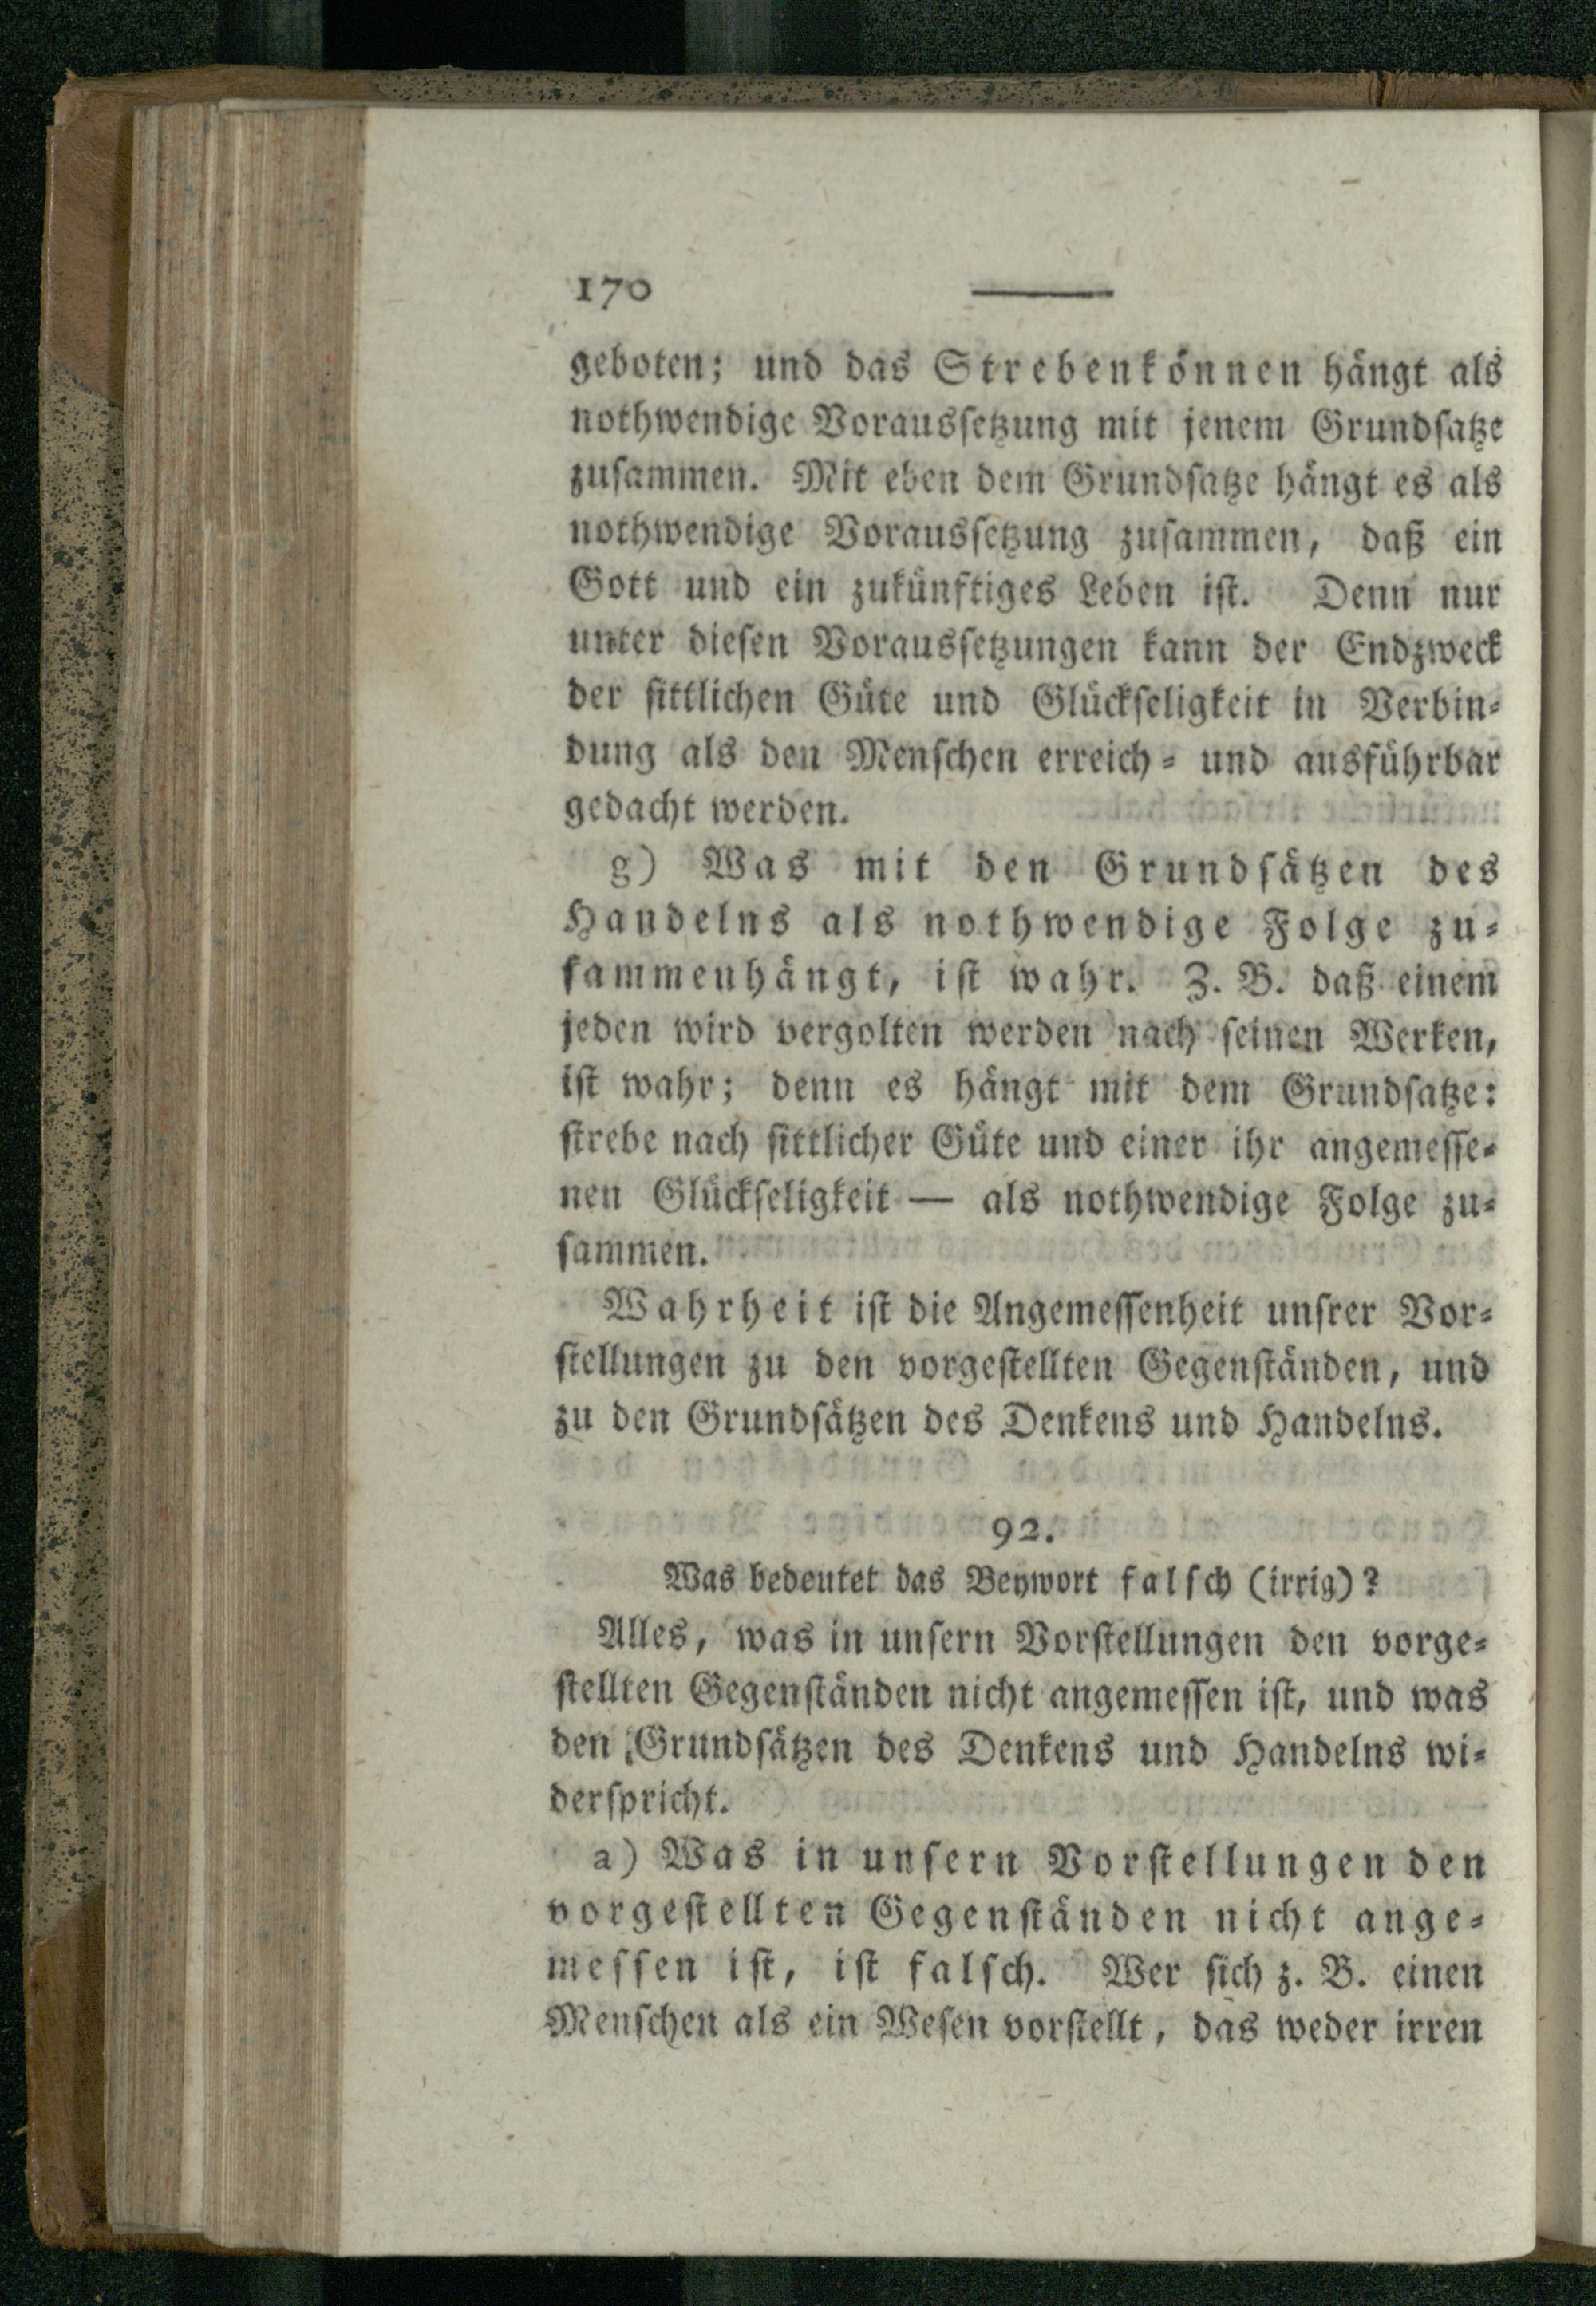 170
geboten; und das Strebenkönnen hängt als
nothwendige Voraussetzung mit jenem Grundsatze
zusammen. Mit eben dem Grundsatze hängt es als
nothwendige Voraussetzung zusammen, daß ein
Gott und ein zukünftiges Leben ist. Denn nur
unter diesen Voraussetzungen kann der Endzweck
der sittlichen Güte und Glückseligkeit in Verbin-
dung als den Menschen erreich- und ausführbar
gedacht werden.
g) Was mit den Grundsätzen des
Handelns als nothwendige Folge zu-
sammenhängt, ist wahr. Z. B. daß einem
jeden wird vergolten werden nach seinen Werken,
ist wahr; denn es hängt mit dem Grundsatze:
strebe nach sittlicher Güte und einer ihr angemesse-
nen Glückseligkeit — als nothwendige Folge zu-
sammen.
Wahrheit ist die Angemessenheit unsrer Vor-
stellungen zu den vorgestellten Gegenständen, und
zu den Grundsätzen des Denkens und Handelns.
92.
Was bedeutet das Beywort falsch (irrig)?
Alles, was in unsern Vorstellungen den vorge-
stellten Gegenständen nicht angemessen ist, und was
den Grundsätzen des Denkens und Handelns wi-
derspricht.
a) Was in unsern Vorstellungen den
vorgestellten Gegenständen nicht ange-
messen ist, ist falsch. Wer sich z. B. einen
Menschen als ein Wesen vorstellt, das weder irren